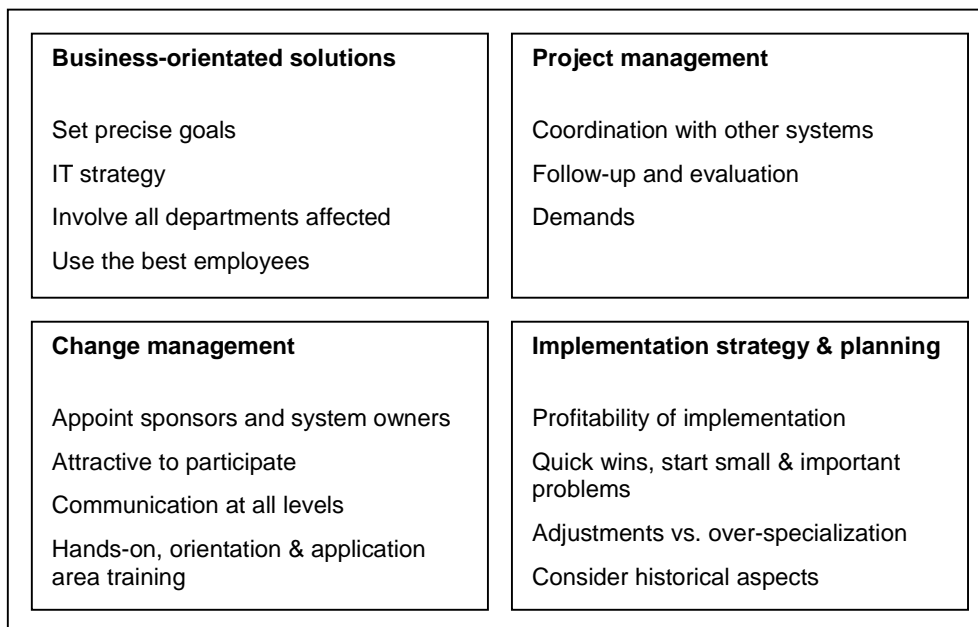 Business-orientated solutions
Set precise goals
IT strategy
Involve all departments affected
Use the best employees
Project management
Coordination with other systems
Follow-up and evaluation
Demands
Change management
Appoint sponsors and system owners
Attractive to participate
Communication at all levels
Hands-on, orientation & application
area training
Implementation strategy & planning
Profitability of implementation
Quick wins, start small & important
problems
Adjustments vs. over-specialization
Consider historical aspects